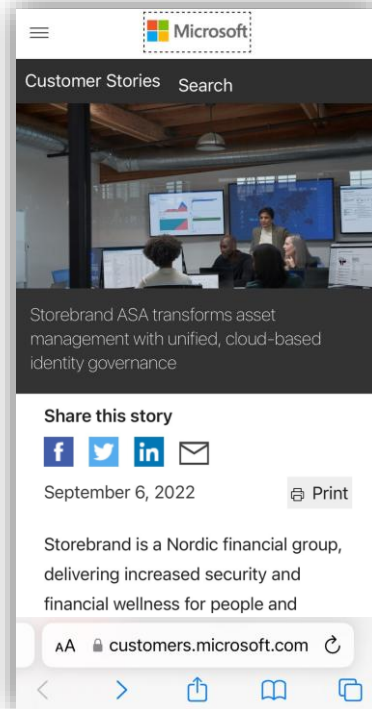 Microsoft
Customer Stories Search
Storebrand ASA transforms asset
management with unified, cloud-based
identity governance
Share this story
f in
September 6, 2022 Print
Storebrand is a Nordic financial group,
delivering increased security and
financial wellness for people and
AA customers.microsoft.com